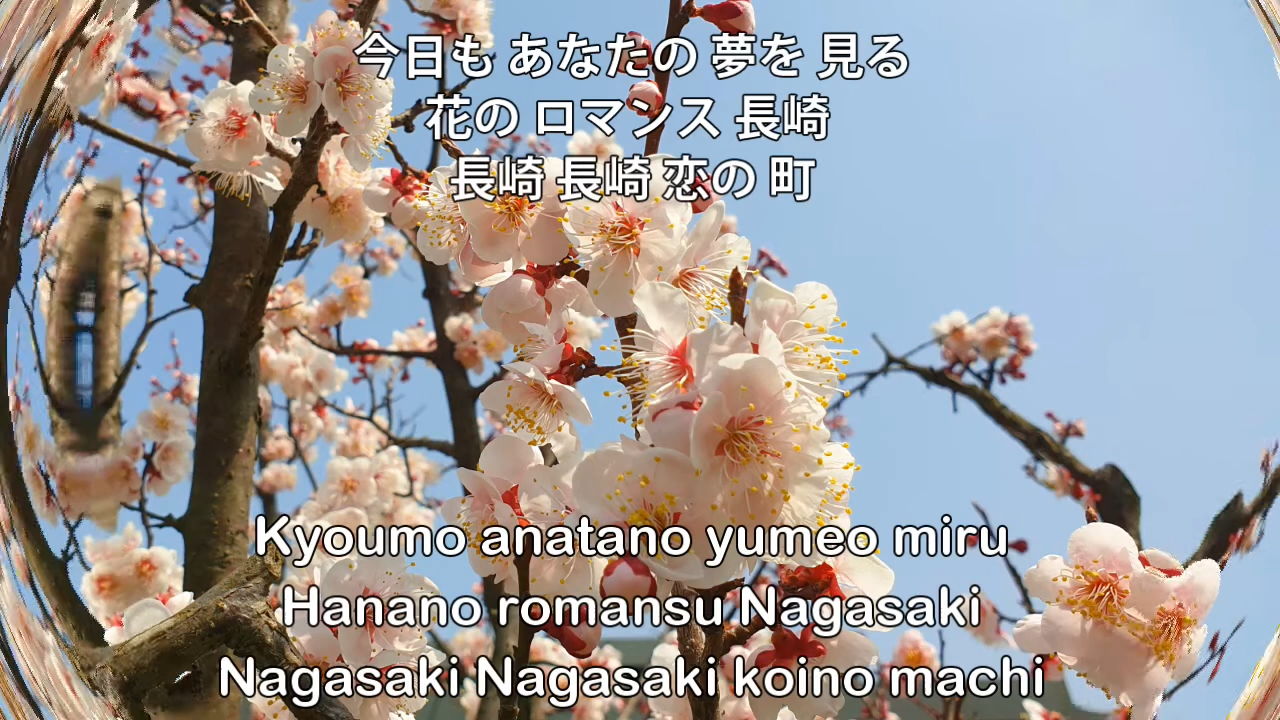 今日も あなたの 夢を 見る
花の ロマンス 長崎
長崎 長崎 恋の 町
Kyoumo anatano yumeo miru
Hanano romansu Nagasaki
Nagasaki Nagasaki koino machi